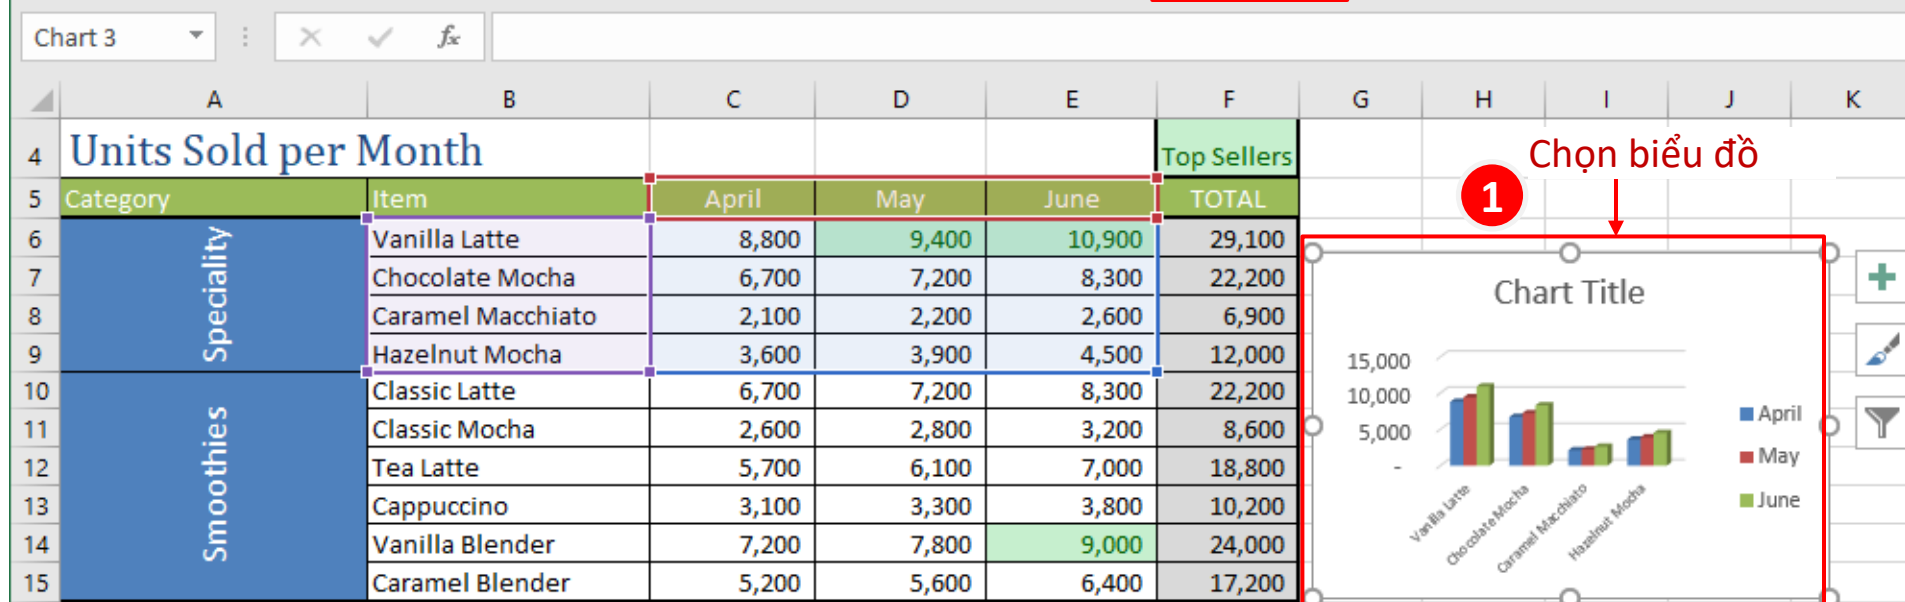 Chart 3 fx
A B C D E F G H I J K
4 Units Sold per Month Top Sellers
Chọn biểu đồ
1
5 Category Item April May June TOTAL
Speciality
6 Vanilla Latte 8,800 9,400 10,900 29,100
7 Chocolate Mocha 6,700 7,200 8,300 22,200
8 Caramel Macchiato 2,100 2,200 2,600 6,900
9 Hazelnut Mocha 3,600 3,900 4,500 12,000
Smoothies
10 Classic Latte 6,700 7,200 8,300 22,200
11 Classic Mocha 2,600 2,800 3,200 8,600
12 Tea Latte 5,700 6,100 7,000 18,800
13 Cappuccino 3,100 3,300 3,800 10,200
14 Vanilla Blender 7,200 7,800 9,000 24,000
15 Caramel Blender 5,200 5,600 6,400 17,200
Chart Title
15,000
10,000
5,000
-
Vanilla Latte
Chocolate Mocha
Caramel Macchiato
Hazelnut Mocha
April
May
June